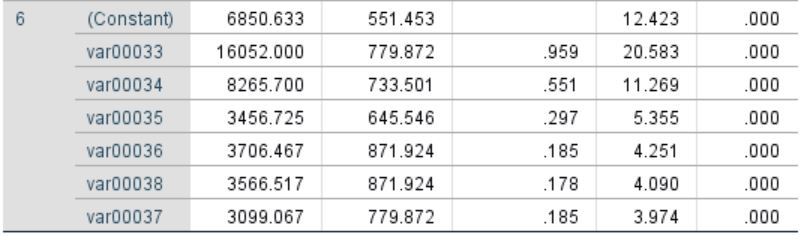 6 (Constant) 6850.633 551.453 12.423 .000
var00033 16052.000 779.872 .959 20.583 .000
var00034 8265.700 733.501 .551 11.269 .000
var00035 3456.725 645.546 .297 5.355 .000
var00036 3706.467 871.924 .185 4.251 .000
var00038 3566.517 871.924 .178 4.090 .000
var00037 3099.067 779.872 .185 3.974 .000